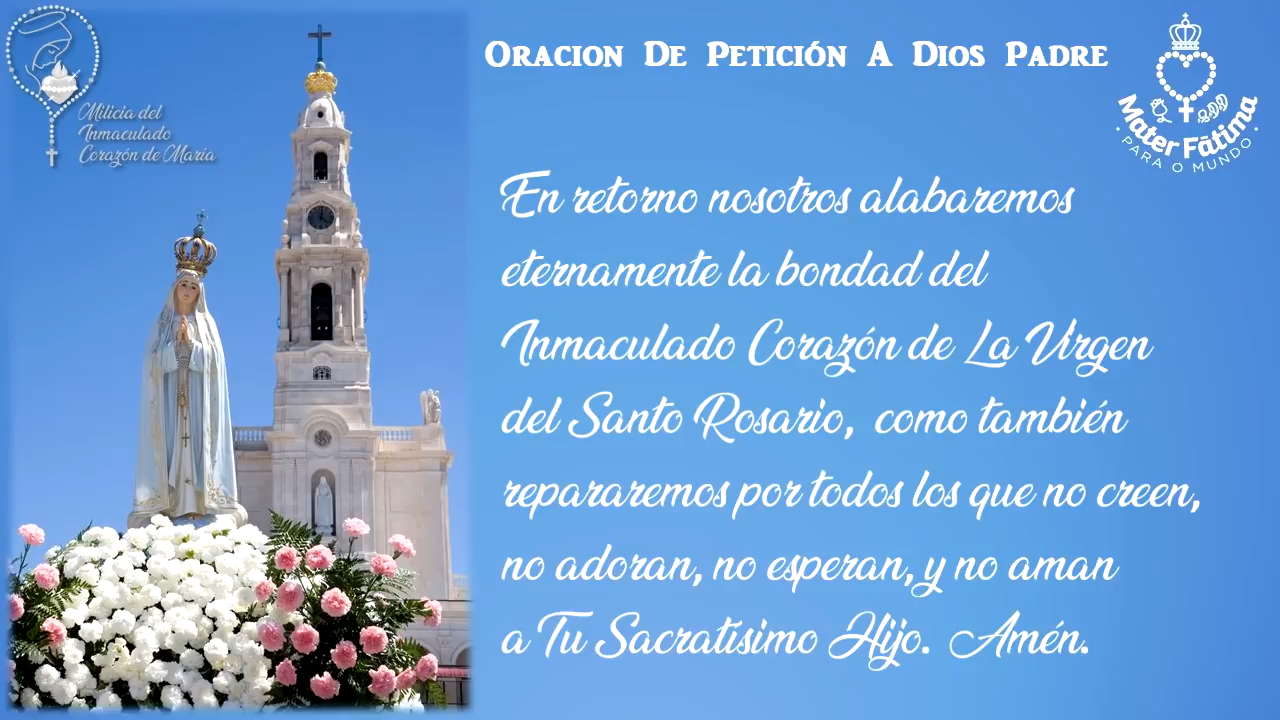 Milicia del
Inmaculado
Corazón de María
ORACION DE PETICIÓN A DIOS PADRE
Mater Fātima
• PARA O MUNDO •
En retorno nosotros alabaremos
eternamente la bondad del
Inmaculado Corazón de La Virgen
del Santo Rosario, como también
repararemos por todos los que no creen,
no adoran, no esperan, y no aman
a Tu Sacratisimo Hijo. Amén.